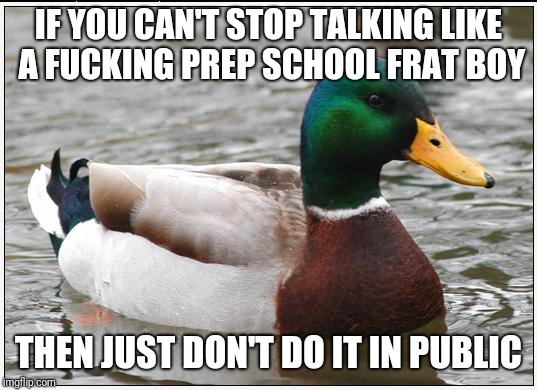 IF YOU CAN'T STOP TALKING LIKE
A FUCKING PREP SCHOOL FRAT BOY
THEN JUST DON'T DO IT IN PUBLIC
imgflip.com